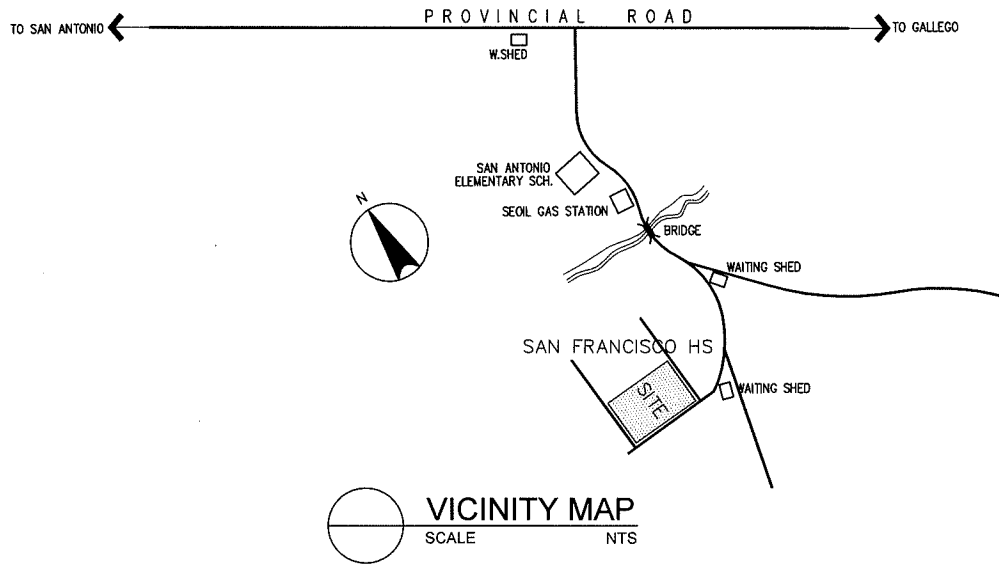 PROVINCIAL ROAD
TO SAN ANTONIO
TO GALLEGO
W.SHED
SAN ANTONIO
ELEMENTARY SCH.
N
SEOIL GAS STATION
BRIDGE
WAITING SHED
SAN FRANCISCO HS
SITE
WAITING SHED
VICINITY MAP
SCALE NTS